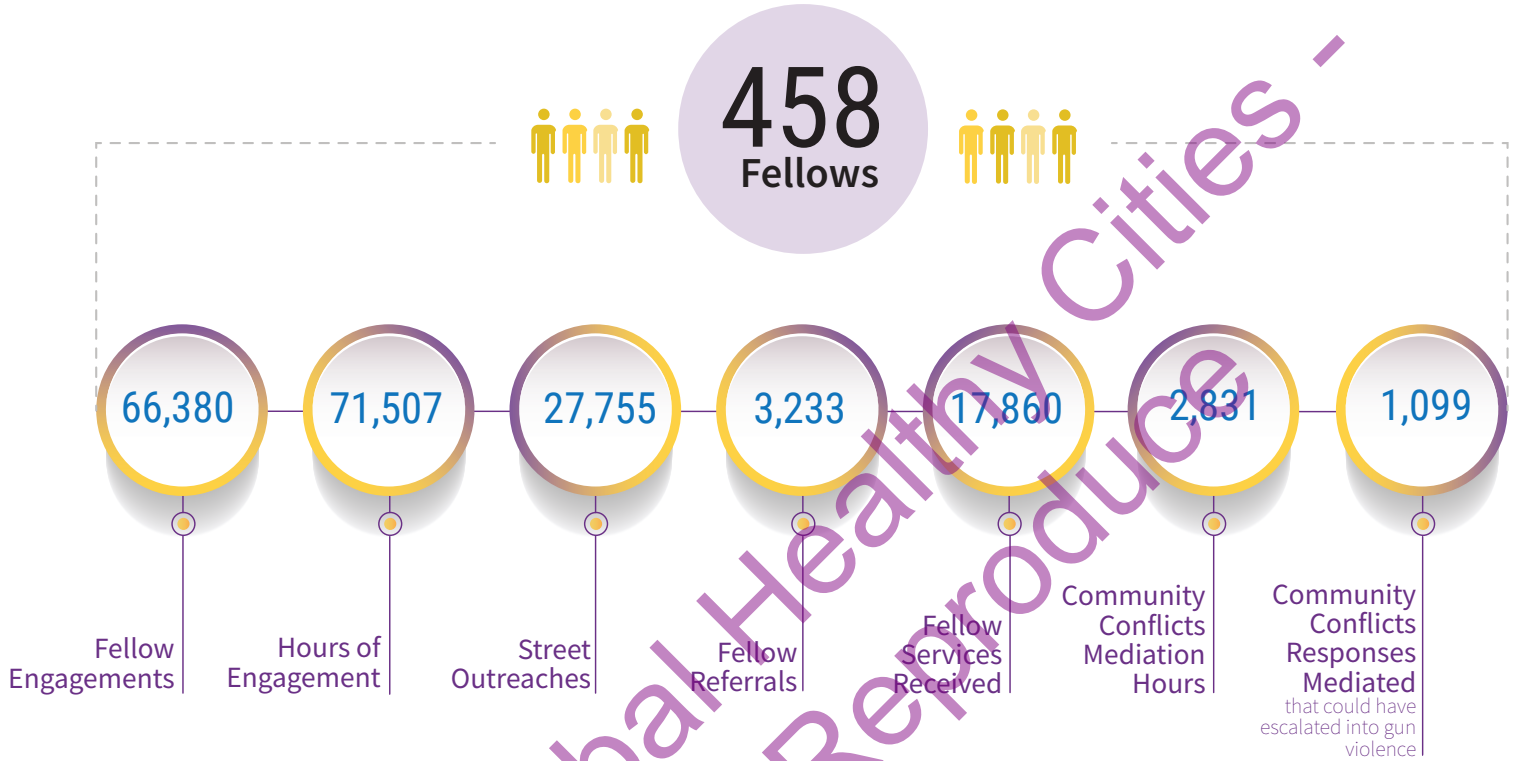 458
Fellows
66,380
71,507
27,755
3,233
17,860
2,831
1,099
Fellow
Engagements
Hours of
Engagement
Street
Outreaches
Fellow
Referrals
Fellow
Services
Received
Community
Conflicts
Mediation
Hours
Community
Conflicts
Responses
Mediated
that could have
escalated into gun
violence
Healthy Cities -
Reproduce